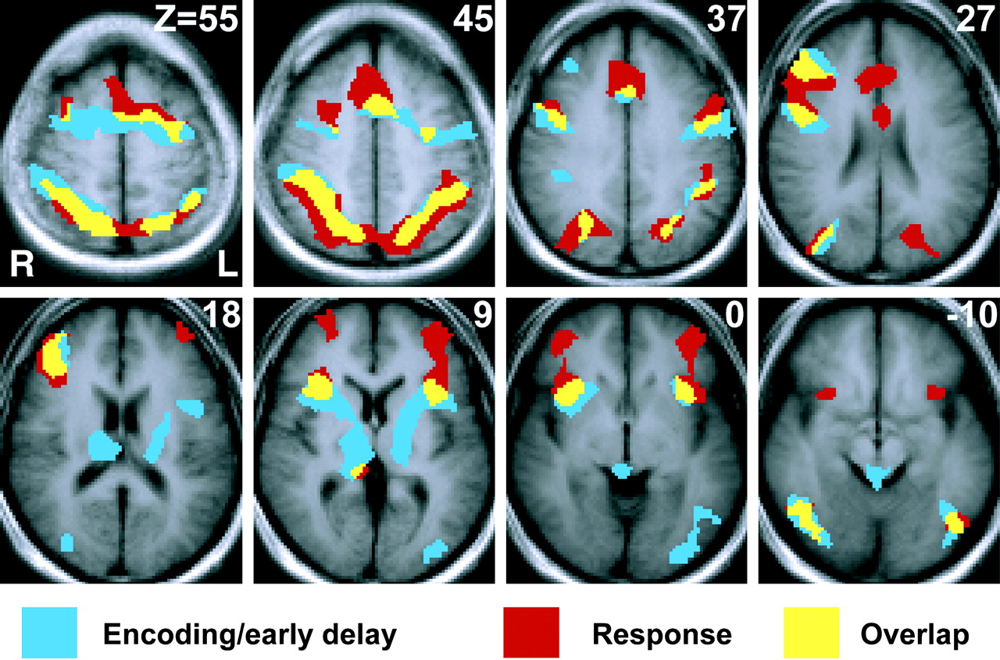 Z=55 45 37 27
R L
18 9 0 -10
Encoding/early delay Response Overlap